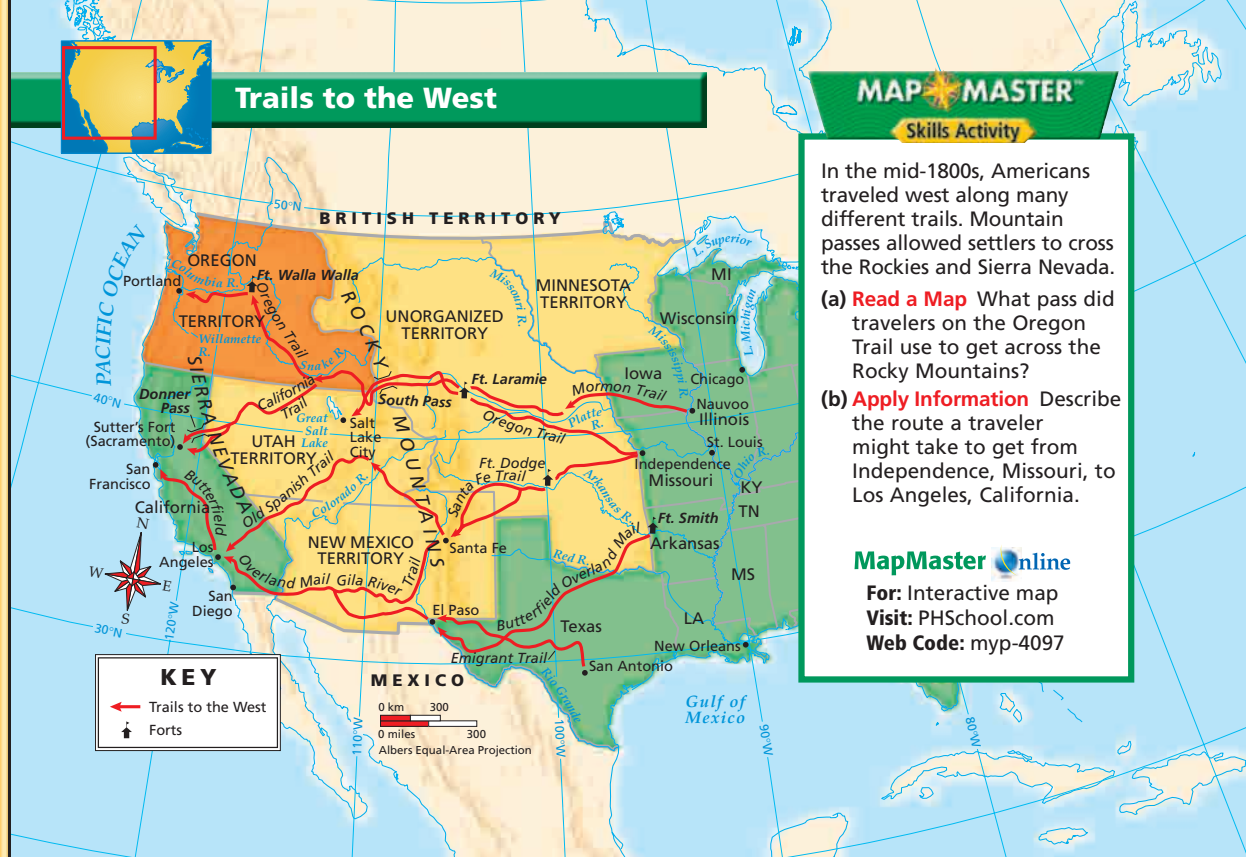 Trails to the West
MAP MASTER™
Skills Activity
In the mid-1800s, Americans
traveled west along many
different trails. Mountain
passes allowed settlers to cross
the Rockies and Sierra Nevada.
(a) Read a Map What pass did
travelers on the Oregon
Trail use to get across the
Rocky Mountains?
(b) Apply Information Describe
the route a traveler
might take to get from
Independence, Missouri, to
Los Angeles, California.
MapMaster Online
For: Interactive map
Visit: PHSchool.com
Web Code: myp-4097
50°N
BRITISH TERRITORY
PACIFIC OCEAN
OREGON
TERRITORY
Columbia R.
Ft. Walla Walla
Portland
Oregon Trail
Willamette
R.
Snake R.
ROCKY
MOUNTAINS
UNORGANIZED
TERRITORY
Missouri R.
MINNESOTA
TERRITORY
L. Superior
MI
Wisconsin
L. Michigan
Mississippi R.
Iowa
Chicago
Mormon Trail
Nauvoo
Illinois
Ft. Laramie
South Pass
Platte
R.
Oregon Trail
40°N
Donner
Pass
SIERRA NEVADA
California
Trail
Great
Salt
Lake
Salt
Lake
City
Sutter's Fort
(Sacramento)
UTAH
TERRITORY
San
Francisco
St. Louis
Independence
Missouri
Ohio R.
KY
TN
Ft. Dodge
Santa Fe Trail
Arkansas R.
Old Spanish Trail
Colorado R.
Butterfield
California
N
W
E
S
Los
Angeles
NEW MEXICO
TERRITORY
Santa Fe
Ft. Smith
Arkansas
Red R.
MS
Overland Mail
Gila River Trail
San
Diego
El Paso
Butterfield Overland Mail
Texas
LA
New Orleans
San Antonio
Emigrant Trail
Rio Grande
30°N
120°W
MEXICO
Gulf of
Mexico
KEY
Trails to the West
Forts
0 km 300
0 miles 300
Albers Equal-Area Projection
110°W
100°W
90°W
80°W